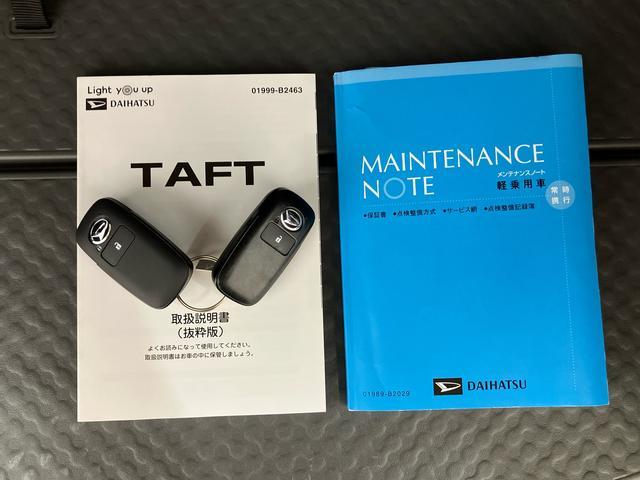 Light you up
01999-B2463
DAIHATSU
TAFT
取扱説明書
(抜粋版)
よくお読みになって使用してください。
取扱説明書はお車の中に保管しましょう。
MAINTENANCE
NOTE
メンテナンスノート
軽乗用車
常時
携行
•保証書 •点検整備方式 •サービス網 •点検整備記録簿
01989-B2029
DAIHATSU